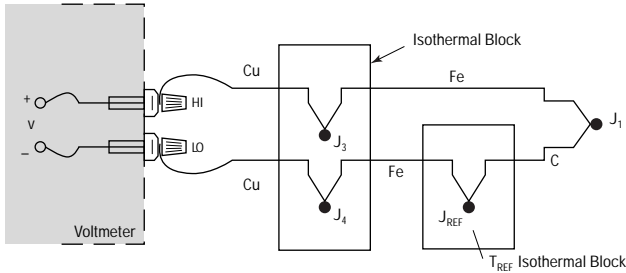 Isothermal Block
Cu
Fe
+
HI
V
J3
J1
–
LO
Fe
C
Cu
J4
JREF
Voltmeter
TREF Isothermal Block